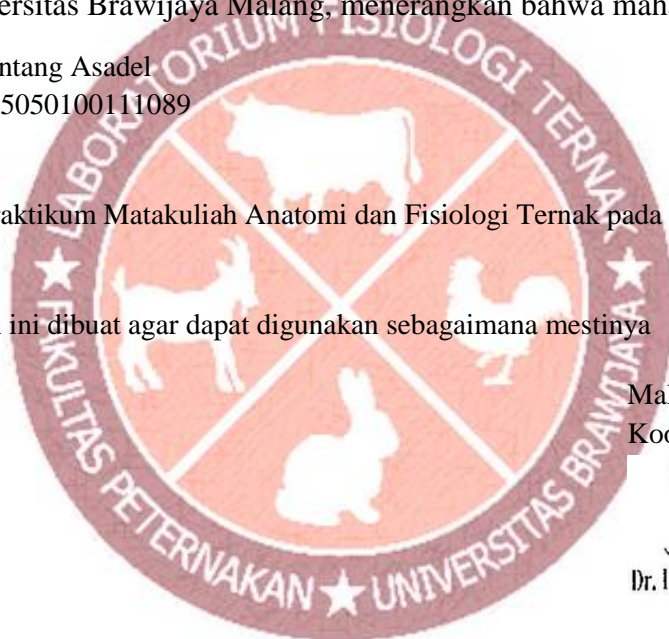 ersitas Brawijaya Malang, menerangkan bahwa maha
ntang Asadel
5050100111089
raktikum Matakuliah Anatomi dan Fisiologi Ternak pada
ini dibuat agar dapat digunakan sebagaimana mestinya
Mal
Koo
Dr. I
LABORATORIUM FISIOLOGI TERNAK ★
★ FAKULTAS PETERNAKAN ★ UNIVERSITAS BRAWIJAYA